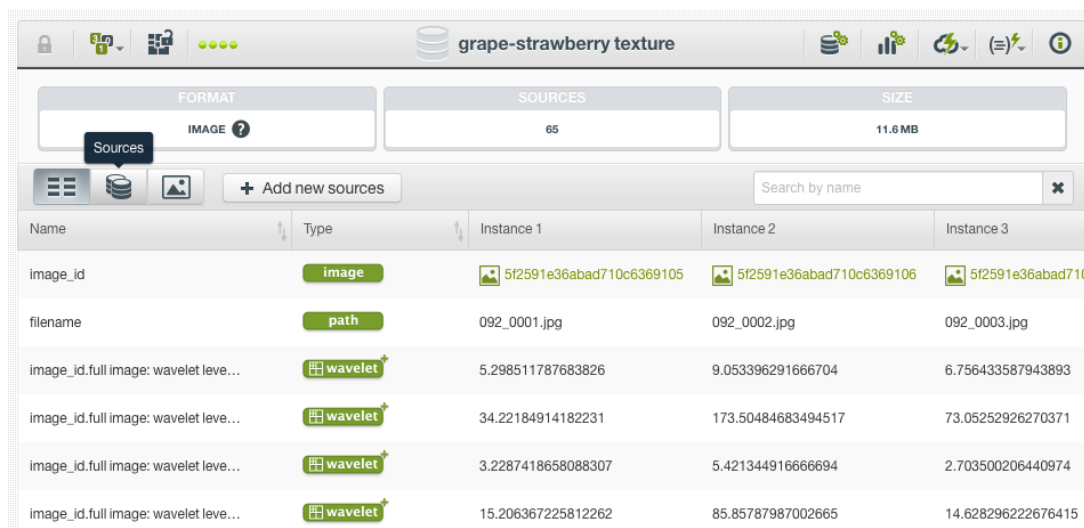 grape-strawberry texture
FORMAT SOURCES SIZE
IMAGE ? 65 11.6 MB
Sources
+ Add new sources Search by name
Name Type Instance 1 Instance 2 Instance 3
image_id image 5f2591e36abad710c6369105 5f2591e36abad710c6369106 5f2591e36abad710
filename path 092_0001.jpg 092_0002.jpg 092_0003.jpg
image_id.full image: wavelet leve… wavelet 5.298511787683826 9.053396291666704 6.756433587943893
image_id.full image: wavelet leve… wavelet 34.22184914182231 173.50484683494517 73.05252926270371
image_id.full image: wavelet leve… wavelet 3.2287418658088307 5.421344916666694 2.703500206440974
image_id.full image: wavelet leve… wavelet 15.206367225812262 85.85787987002665 14.628296222676415